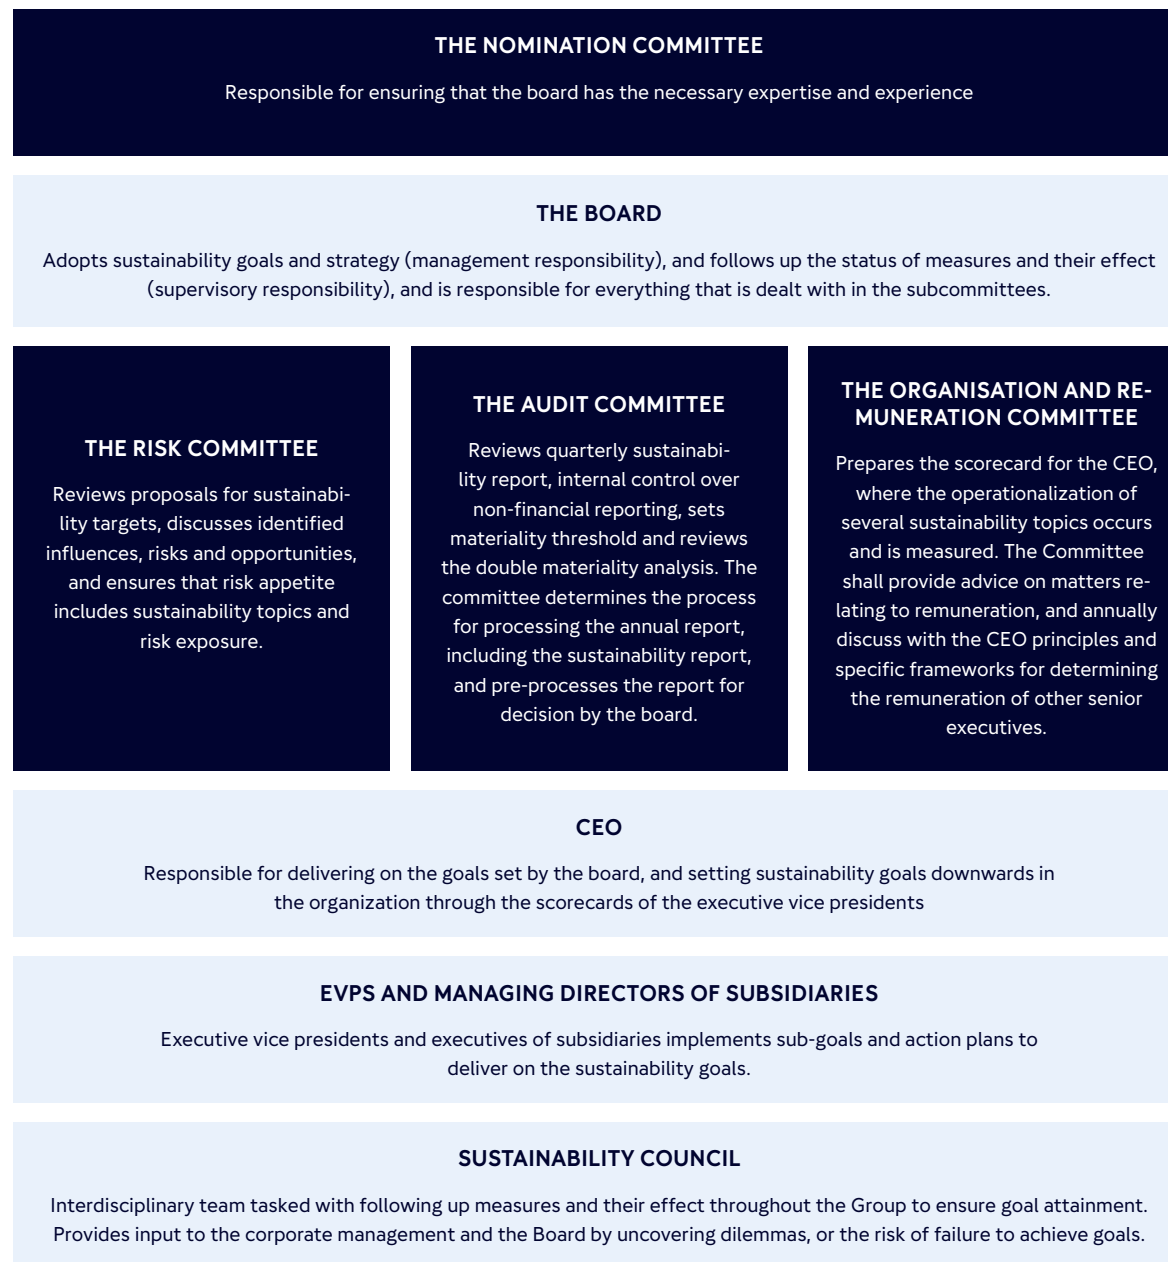 THE NOMINATION COMMITTEE
Responsible for ensuring that the board has the necessary expertise and experience
THE BOARD
Adopts sustainability goals and strategy (management responsibility), and follows up the status of measures and their effect
(supervisory responsibility), and is responsible for everything that is dealt with in the subcommittees.
THE RISK COMMITTEE
Reviews proposals for sustainabi-
lity targets, discusses identified
influences, risks and opportunities,
and ensures that risk appetite
includes sustainability topics and
risk exposure.
THE AUDIT COMMITTEE
Reviews quarterly sustainabi-
lity report, internal control over
non-financial reporting, sets
materiality threshold and reviews
the double materiality analysis. The
committee determines the process
for processing the annual report,
including the sustainability report,
and pre-processes the report for
decision by the board.
THE ORGANISATION AND RE-
MUNERATION COMMITTEE
Prepares the scorecard for the CEO,
where the operationalization of
several sustainability topics occurs
and is measured. The Committee
shall provide advice on matters re-
lating to remuneration, and annually
discuss with the CEO principles and
specific frameworks for determining
the remuneration of other senior
executives.
CEO
Responsible for delivering on the goals set by the board, and setting sustainability goals downwards in
the organization through the scorecards of the executive vice presidents
EVPS AND MANAGING DIRECTORS OF SUBSIDIARIES
Executive vice presidents and executives of subsidiaries implements sub-goals and action plans to
deliver on the sustainability goals.
SUSTAINABILITY COUNCIL
Interdisciplinary team tasked with following up measures and their effect throughout the Group to ensure goal attainment.
Provides input to the corporate management and the Board by uncovering dilemmas, or the risk of failure to achieve goals.